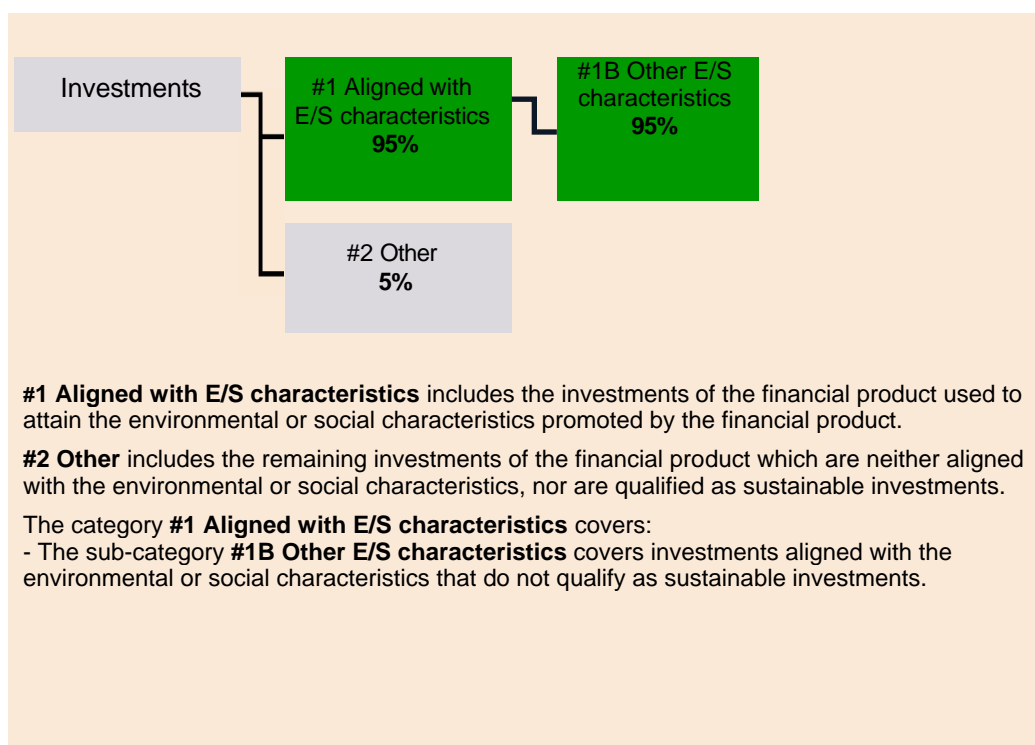 Investments
#1 Aligned with
E/S characteristics
95%
#1B Other E/S
characteristics
95%
#2 Other
5%
#1 Aligned with E/S characteristics includes the investments of the financial product used to
attain the environmental or social characteristics promoted by the financial product.
#2 Other includes the remaining investments of the financial product which are neither aligned
with the environmental or social characteristics, nor are qualified as sustainable investments.
The category #1 Aligned with E/S characteristics covers:
- The sub-category #1B Other E/S characteristics covers investments aligned with the
environmental or social characteristics that do not qualify as sustainable investments.